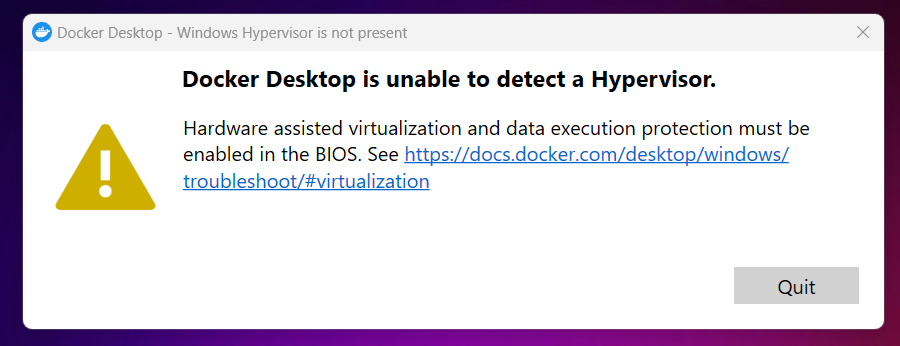 Docker Desktop - Windows Hypervisor is not present
Docker Desktop is unable to detect a Hypervisor.
Hardware assisted virtualization and data execution protection must be
enabled in the BIOS. See https://docs.docker.com/desktop/windows/
troubleshoot/#virtualization
Quit